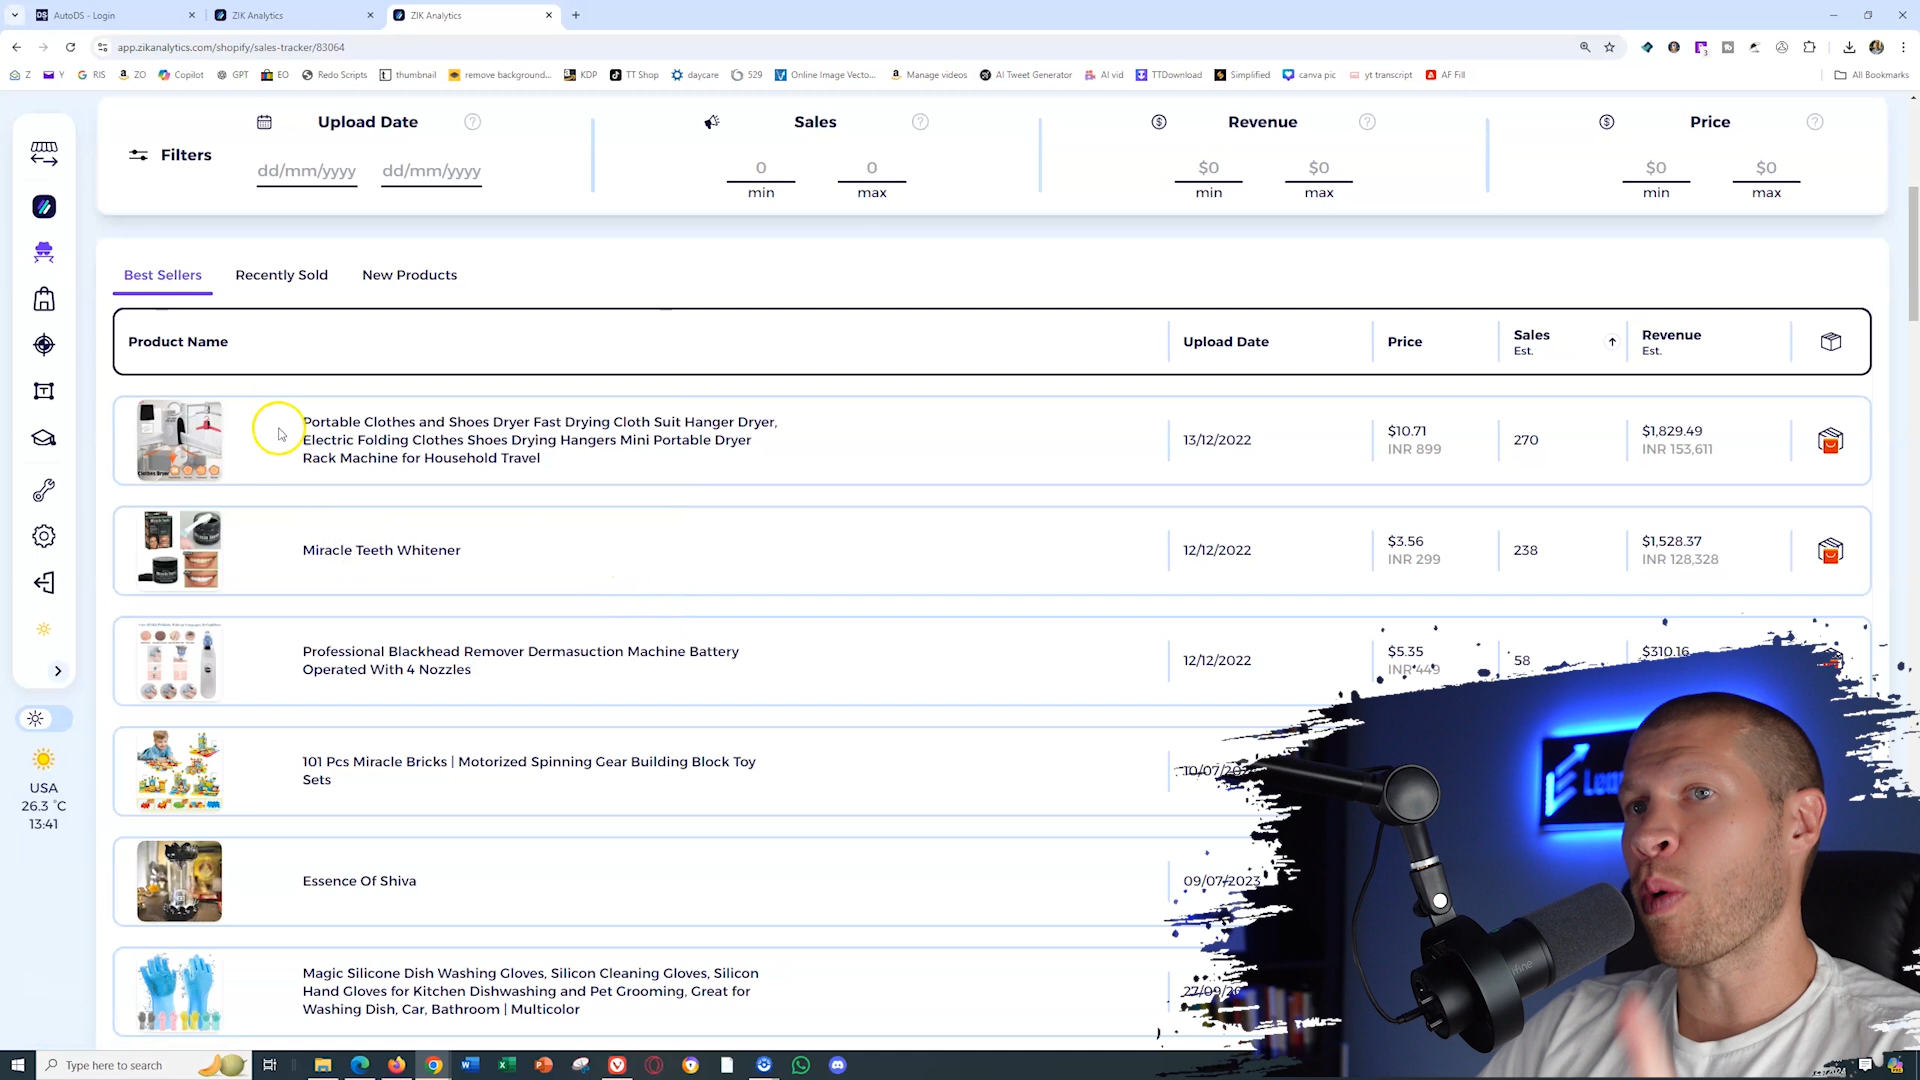 AutoDS - Login
ZIK Analytics
ZIK Analytics
app.zikanalytics.com/shopify/sales-tracker/83064
Z
Y
RIS
ZO
Copilot
GPT
EO
Redo Scripts
thumbnail
remove background...
KDP
TT Shop
daycare
529
Online Image Vecto...
Manage videos
AI Tweet Generator
AI vid
TTDownload
Simplified
canva pic
yt transcript
AF Fill
All Bookmarks
Filters
Upload Date
dd/mm/yyyy
dd/mm/yyyy
Sales
0
min
0
max
Revenue
$0
min
$0
max
Price
$0
min
$0
max
Best Sellers
Recently Sold
New Products
Product Name
Upload Date
Price
Sales
Est.
Revenue
Est.
Portable Clothes and Shoes Dryer Fast Drying Cloth Suit Hanger Dryer,
Electric Folding Clothes Shoes Drying Hangers Mini Portable Dryer
Rack Machine for Household Travel
13/12/2022
$10.71
INR 899
270
$1,829.49
INR 153,611
Miracle Teeth Whitener
12/12/2022
$3.56
INR 299
238
$1,528.37
INR 128,328
Professional Blackhead Remover Dermasuction Machine Battery
Operated With 4 Nozzles
12/12/2022
$5.35
INR 449
58
$310.16
101 Pcs Miracle Bricks | Motorized Spinning Gear Building Block Toy
Sets
Essence Of Shiva
09/07/2023
Magic Silicone Dish Washing Gloves, Silicon Cleaning Gloves, Silicon
Hand Gloves for Kitchen Dishwashing and Pet Grooming, Great for
Washing Dish, Car, Bathroom | Multicolor
USA
26.3 °C
13:41
Type here to search